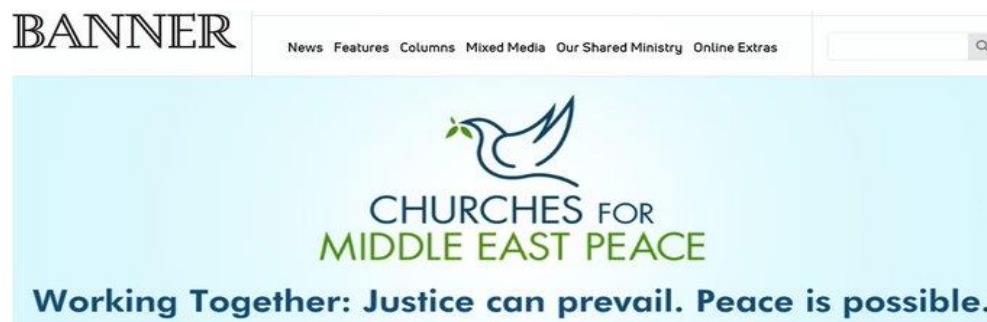 BANNER
News Features Columns Mixed Media Our Shared Ministry Online Extras
CHURCHES FOR
MIDDLE EAST PEACE
Working Together: Justice can prevail. Peace is possible.